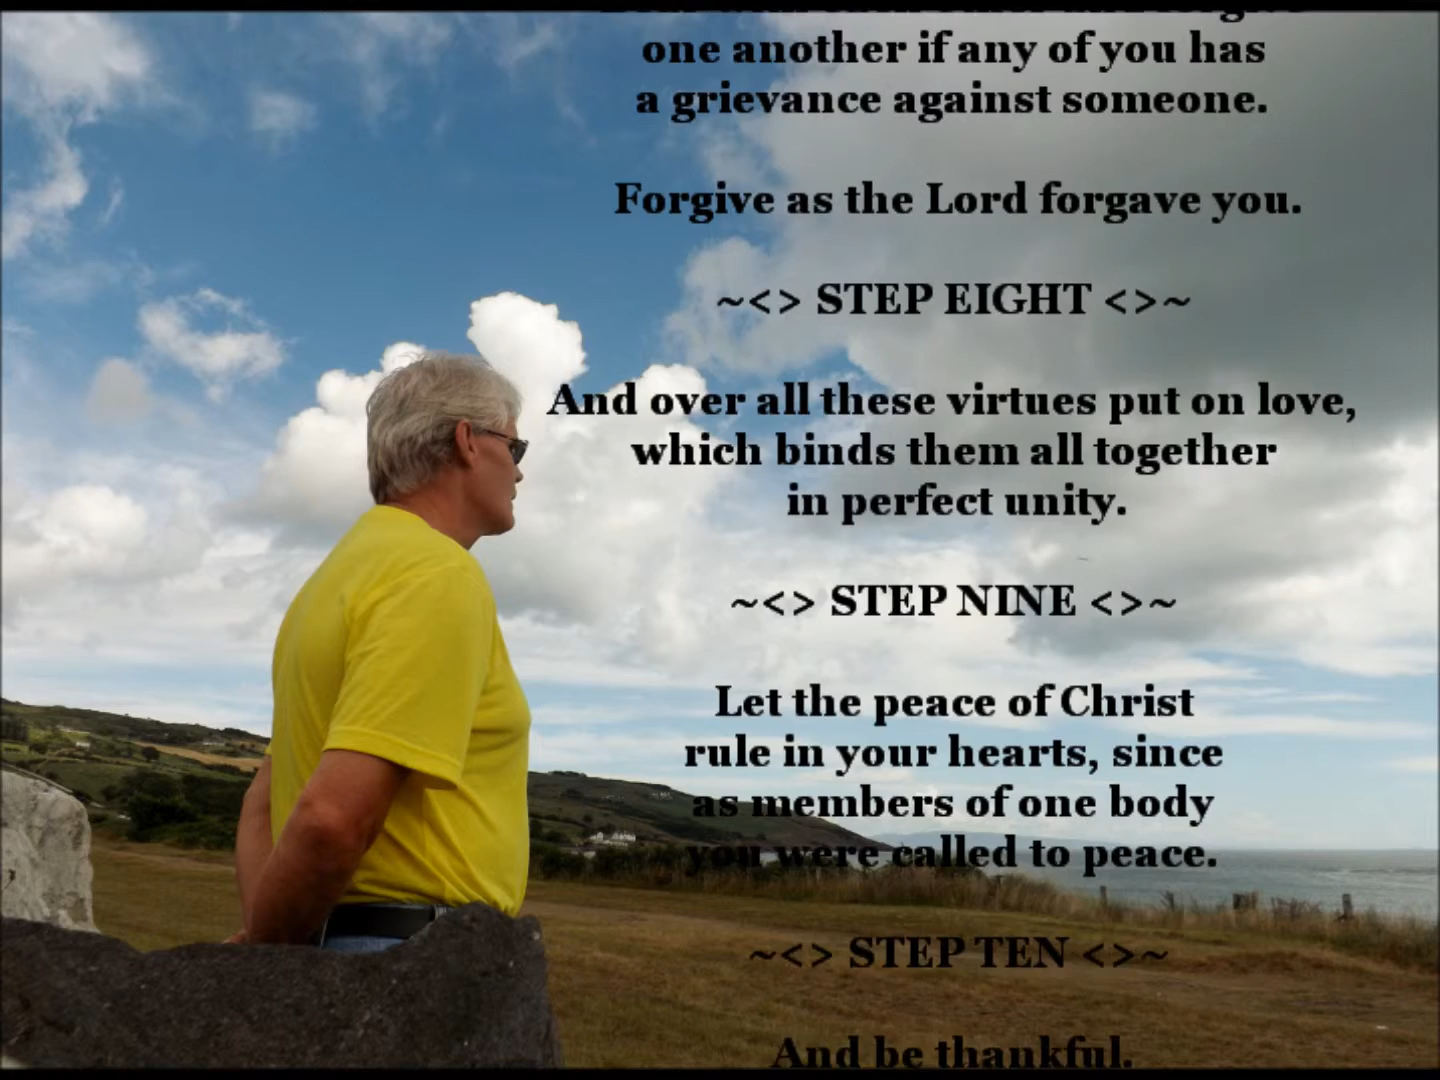 one another if any of you has
a grievance against someone.
Forgive as the Lord forgave you.
~<> STEP EIGHT <>~
And over all these virtues put on love,
which binds them all together
in perfect unity.
~<> STEP NINE <>~
Let the peace of Christ
rule in your hearts, since
as members of one body
you were called to peace.
~<> STEP TEN <>~
And be thankful.